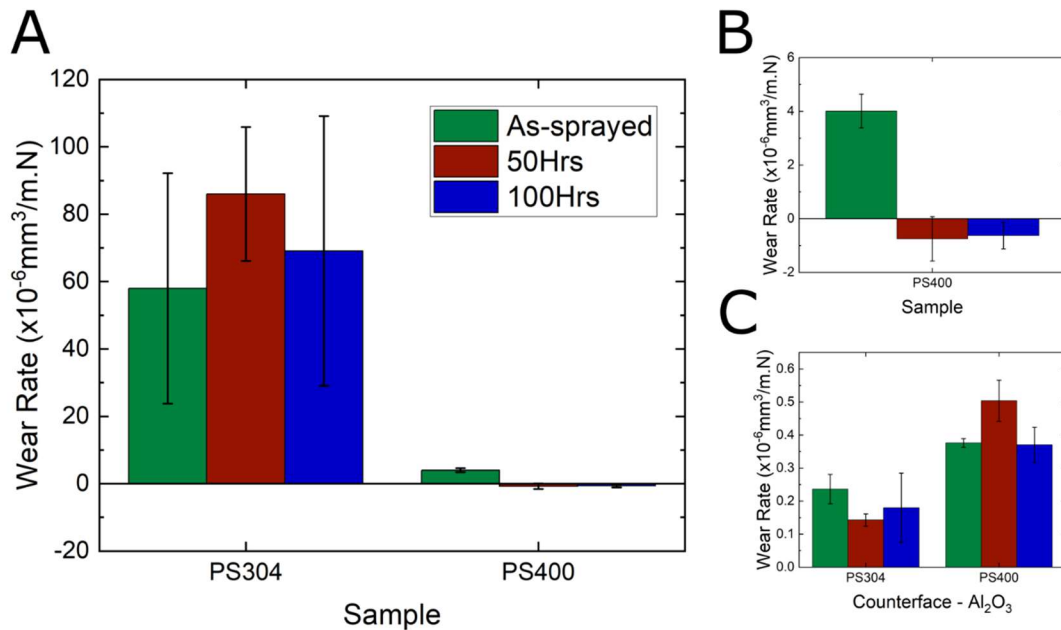 A
Wear Rate (x10⁻⁶mm³/m.N)
120
100
80
60
40
20
0
-20
As-sprayed
50Hrs
100Hrs
PS304 PS400
Sample
B
Wear Rate (x10⁻⁶mm³/m.N)
6
4
2
0
-2
PS400
Sample
C
Wear Rate (x10⁻⁶mm³/m.N)
0.6
0.5
0.4
0.3
0.2
0.1
0.0
PS304 PS400
Counterface - Al₂O₃